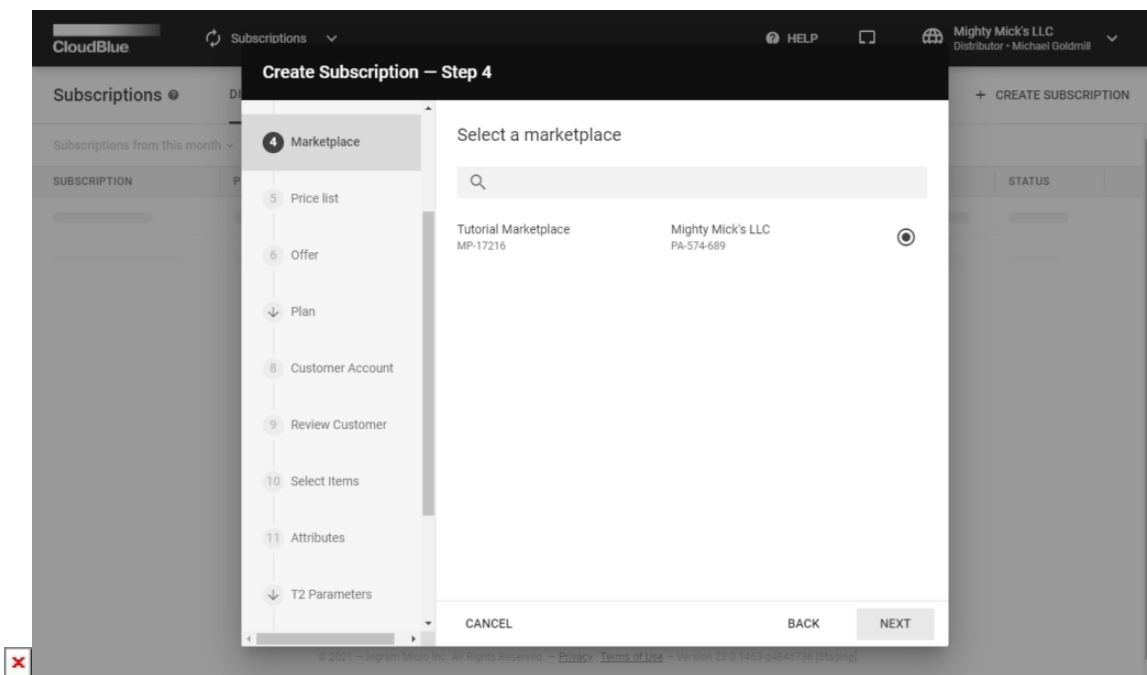 CloudBlue
Subscriptions
HELP
Mighty Mick's LLC
Distributor • Michael Goldmill
Create Subscription — Step 4
Subscriptions
+ CREATE SUBSCRIPTION
Subscriptions from this month
SUBSCRIPTION
STATUS
4 Marketplace
5 Price list
6 Offer
Plan
8 Customer Account
9 Review Customer
10 Select Items
11 Attributes
T2 Parameters
Select a marketplace
Tutorial Marketplace
MP-17216
Mighty Mick's LLC
PA-574-689
CANCEL
BACK
NEXT
© 2021 — Ingram Micro Inc. All Rights Reserved. — Privacy | Terms of Use — Version 23.0.1463-g4846736 [Staging]